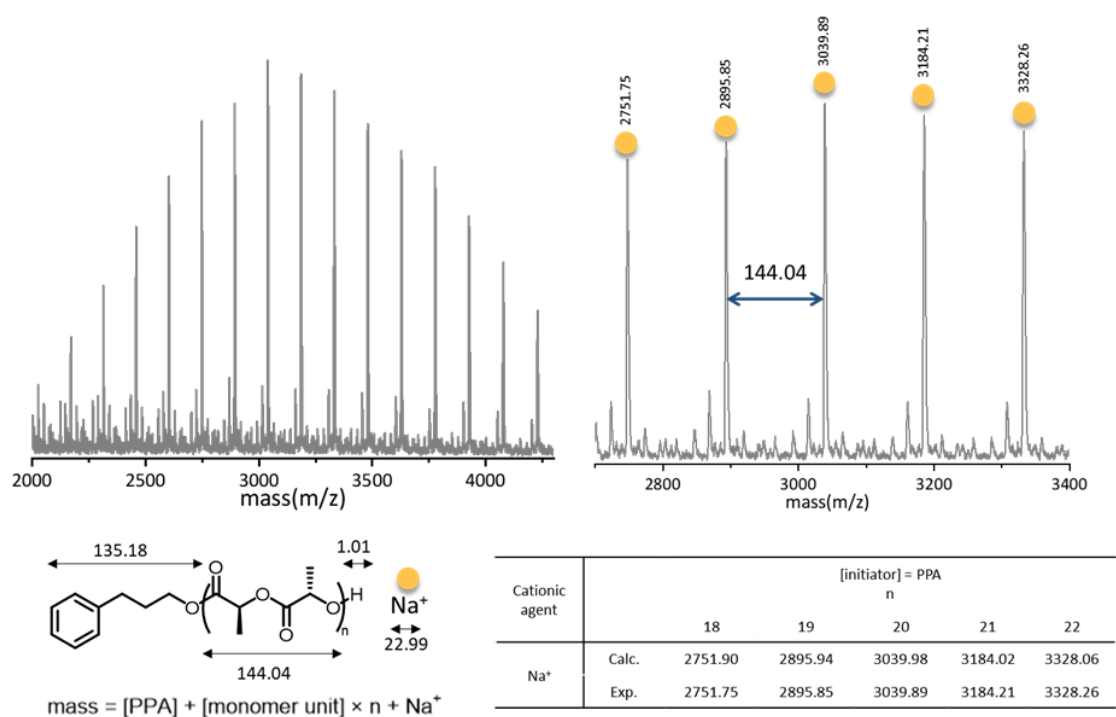 2751.75
2895.85
3039.89
3184.21
3328.26
144.04
2000 2500 3000 3500 4000
mass(m/z)
2800 3000 3200 3400
mass(m/z)
135.18
1.01
O
O
O
O
O
H
n
Na⁺
22.99
144.04
mass = [PPA] + [monomer unit] × n + Na⁺
Cationic agent
[initiator] = PPA
n
18 19 20 21 22
Na⁺
Calc. 2751.90 2895.94 3039.98 3184.02 3328.06
Exp. 2751.75 2895.85 3039.89 3184.21 3328.26